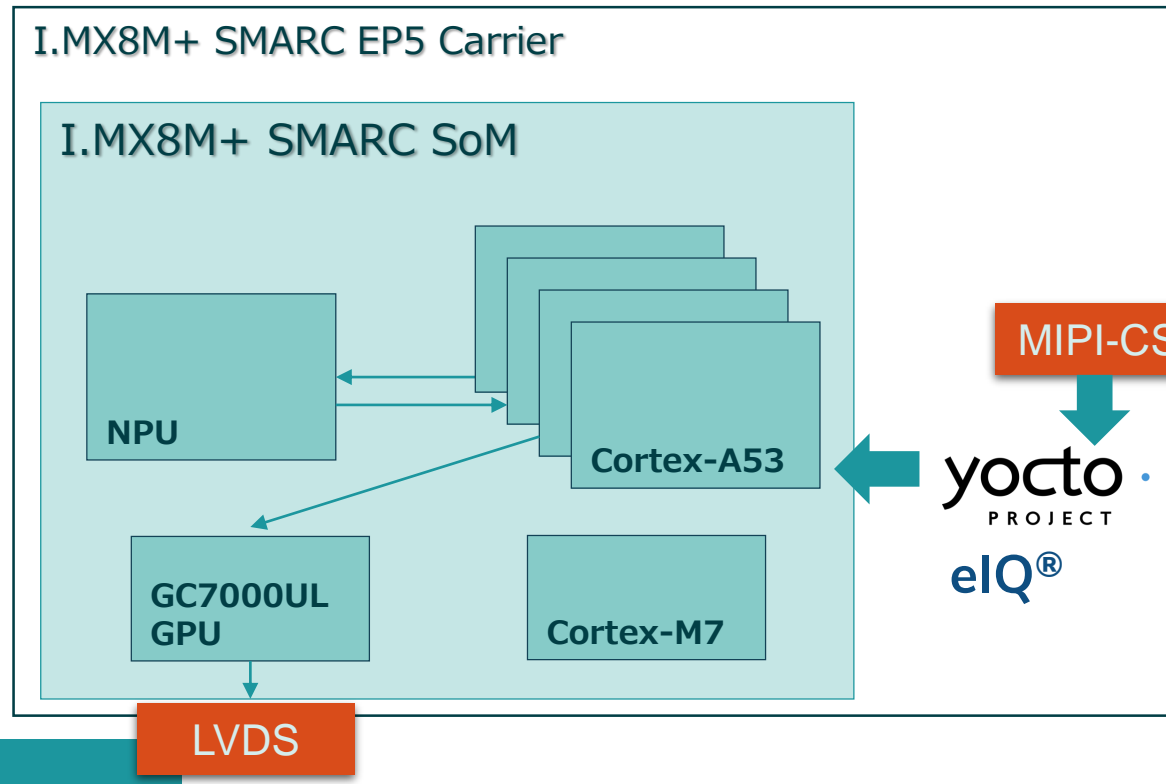 I.MX8M+ SMARC EP5 Carrier
I.MX8M+ SMARC SoM
NPU
Cortex-A53
MIPI-CS
yocto
PROJECT
eIQ®
GC7000UL
GPU
Cortex-M7
LVDS